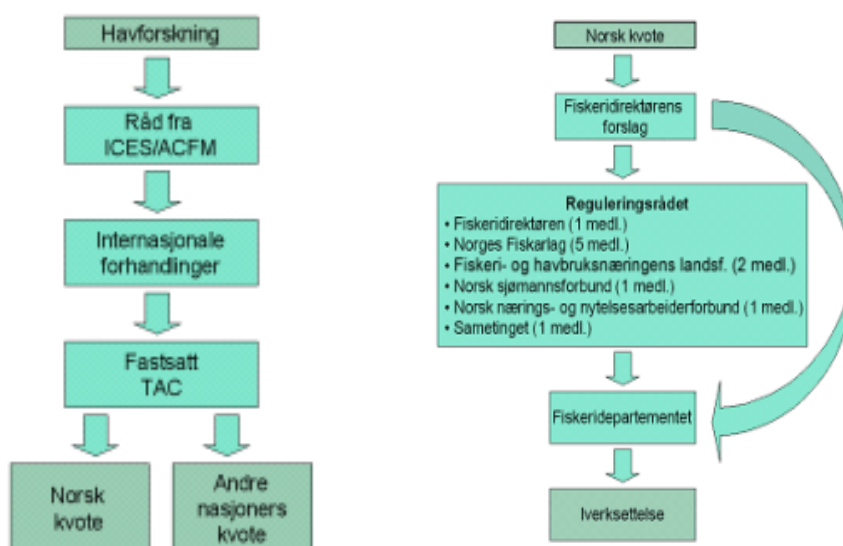 Havforskning
Råd fra
ICES/ACFM
Internasjonale
forhandlinger
Fastsatt
TAC
Norsk
kvote
Andre
nasjoners
kvote
Norsk kvote
Fiskeridirektørens
forslag
Reguleringsrådet
• Fiskeridirektøren (1 medl.)
• Norges Fiskarlag (5 medl.)
• Fiskeri- og havbruksnæringens landsf. (2 medl.)
• Norsk sjømannsforbund (1 medl.)
• Norsk nærings- og nytelsesarbeiderforbund (1 medl.)
• Sametinget (1 medl.)
Fiskeridepartementet
Iverksettelse